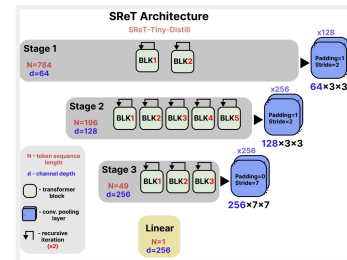 SReT Architecture
SReT-Tiny-Distill
Stage 1
N=784
d=64
BLK1
BLK2
x128
Padding=1
Stride=2
64×3×3
Stage 2
N=196
d=128
BLK1
BLK2
BLK3
BLK4
BLK5
x256
Padding=1
Stride=2
128×3×3
Stage 3
N=49
d=256
BLK1
BLK2
BLK3
x256
Padding=0
Stride=7
256×7×7
N - token sequence
length
d - channel depth
- transformer
block
- conv. pooling
layer
- recursive
iteration
(x2)
Linear
N=1
d=256